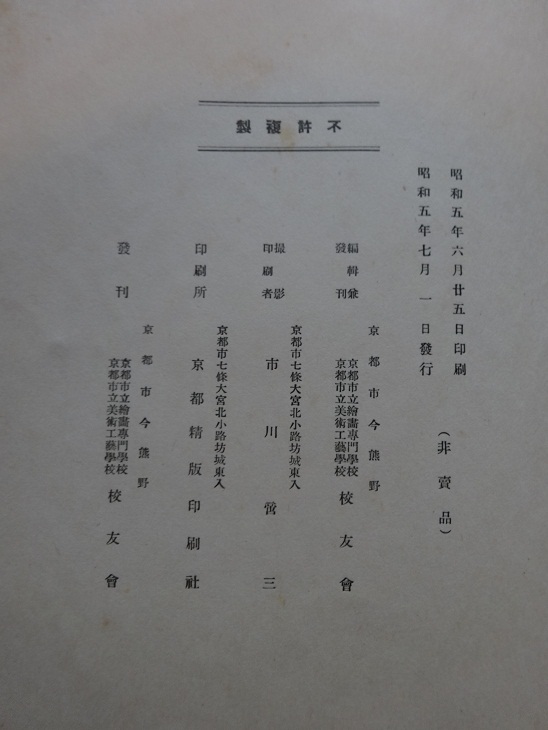 不許複製
昭和五年六月廿五日印刷
昭和五年七月一日發行
(非賣品)
編輯兼
發刊
京都市今熊野
京都市立繪畫專門學校
京都市立美術工藝學校
校友會
撮影
印刷者
京都市七條大宮北小路坊城東入
市川 三
印刷所
京都市七條大宮北小路坊城東入
京都精版印刷社
發刊
京都市今熊野
京都市立繪畫專門學校
京都市立美術工藝學校
校友會